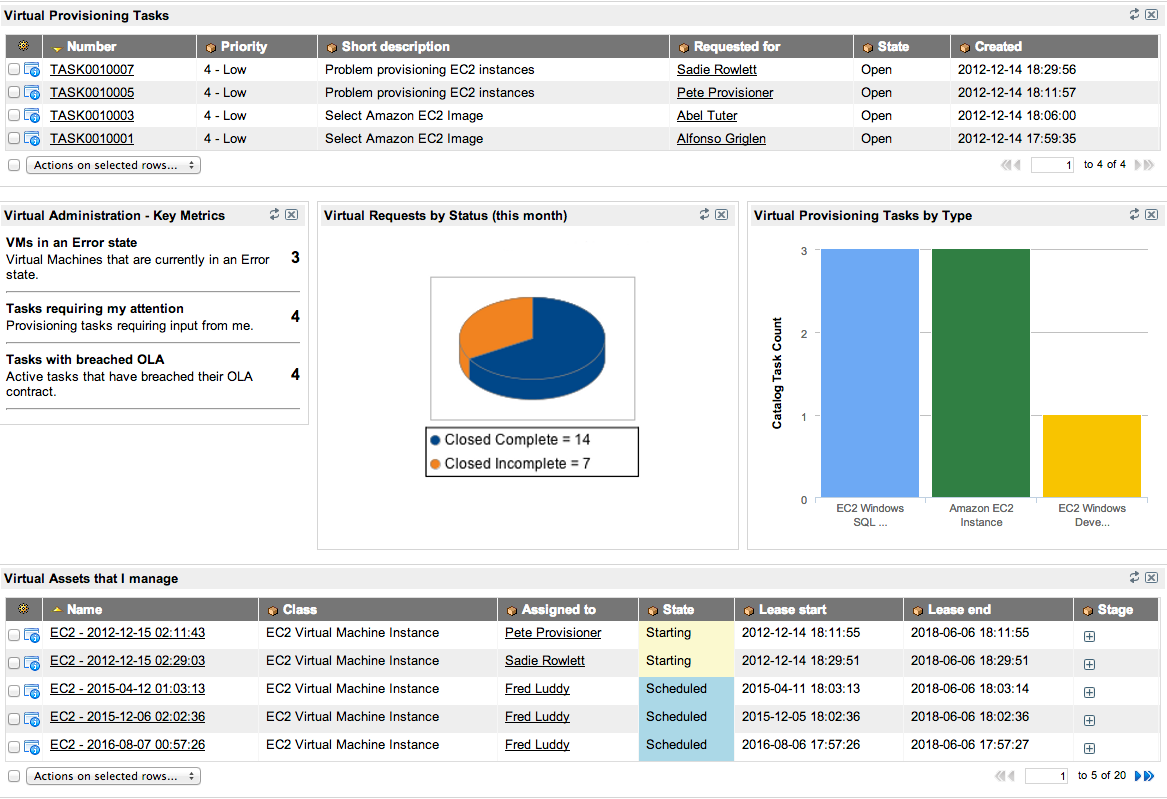 Virtual Provisioning Tasks
Number Priority Short description Requested for State Created
TASK0010007 4 - Low Problem provisioning EC2 instances Sadie Rowlett Open 2012-12-14 18:29:56
TASK0010005 4 - Low Problem provisioning EC2 instances Pete Provisioner Open 2012-12-14 18:11:57
TASK0010003 4 - Low Select Amazon EC2 Image Abel Tuter Open 2012-12-14 18:06:00
TASK0010001 4 - Low Select Amazon EC2 Image Alfonso Griglen Open 2012-12-14 17:59:35
Actions on selected rows... 1 to 4 of 4
Virtual Administration - Key Metrics
VMs in an Error state
Virtual Machines that are currently in an Error 3
state.
Tasks requiring my attention
Provisioning tasks requiring input from me. 4
Tasks with breached OLA
Active tasks that have breached their OLA 4
contract.
Virtual Requests by Status (this month)
Closed Complete = 14
Closed Incomplete = 7
Virtual Provisioning Tasks by Type
Catalog Task Count
3
2
1
0
EC2 Windows Amazon EC2 EC2 Windows
SQL ... Instance Deve...
Virtual Assets that I manage
Name Class Assigned to State Lease start Lease end Stage
EC2 - 2012-12-15 02:11:43 EC2 Virtual Machine Instance Pete Provisioner Starting 2012-12-14 18:11:55 2018-06-06 18:11:55
EC2 - 2012-12-15 02:29:03 EC2 Virtual Machine Instance Sadie Rowlett Starting 2012-12-14 18:29:51 2018-06-06 18:29:51
EC2 - 2015-04-12 01:03:13 EC2 Virtual Machine Instance Fred Luddy Scheduled 2015-04-11 18:03:13 2018-06-06 18:03:14
EC2 - 2015-12-06 02:02:36 EC2 Virtual Machine Instance Fred Luddy Scheduled 2015-12-05 18:02:36 2018-06-06 18:02:36
EC2 - 2016-08-07 00:57:26 EC2 Virtual Machine Instance Fred Luddy Scheduled 2016-08-06 17:57:26 2018-06-06 17:57:27
Actions on selected rows... 1 to 5 of 20